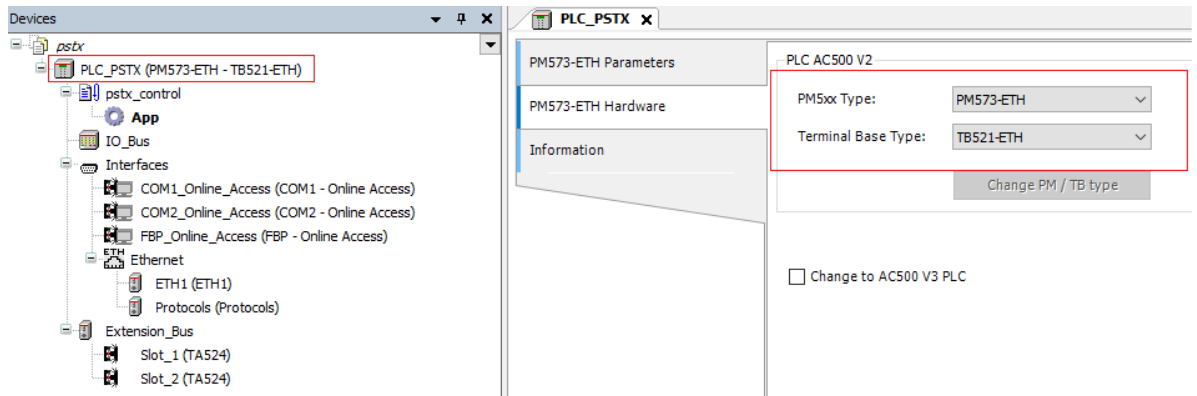 Devices
pstx
PLC_PSTX (PM573-ETH - TB521-ETH)
pstx_control
App
IO_Bus
Interfaces
COM1_Online_Access (COM1 - Online Access)
COM2_Online_Access (COM2 - Online Access)
FBP_Online_Access (FBP - Online Access)
ETH
Ethernet
ETH1 (ETH1)
Protocols (Protocols)
Extension_Bus
Slot_1 (TA524)
Slot_2 (TA524)
PLC_PSTX X
PM573-ETH Parameters
PM573-ETH Hardware
Information
PLC AC500 V2
PM5xx Type: PM573-ETH
Terminal Base Type: TB521-ETH
Change PM / TB type
Change to AC500 V3 PLC